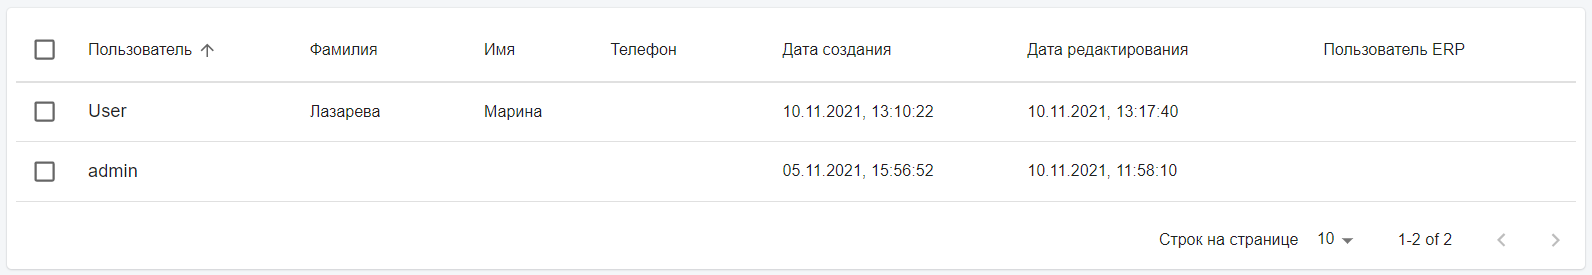 Пользователь Фамилия Имя Телефон Дата создания Дата редактирования Пользователь ERP
User Лазарева Марина 10.11.2021, 13:10:22 10.11.2021, 13:17:40
admin 05.11.2021, 15:56:52 10.11.2021, 11:58:10
Строк на странице 10 1-2 of 2